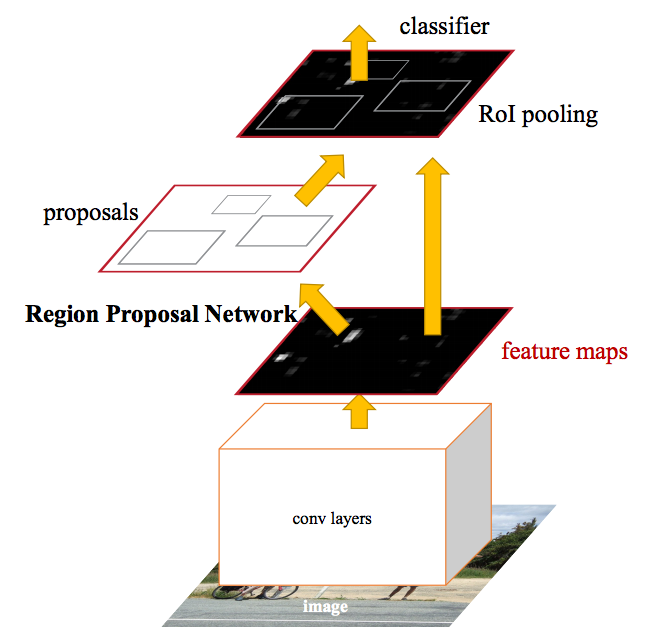 classifier
RoI pooling
proposals
Region Proposal Network
feature maps
conv layers
image